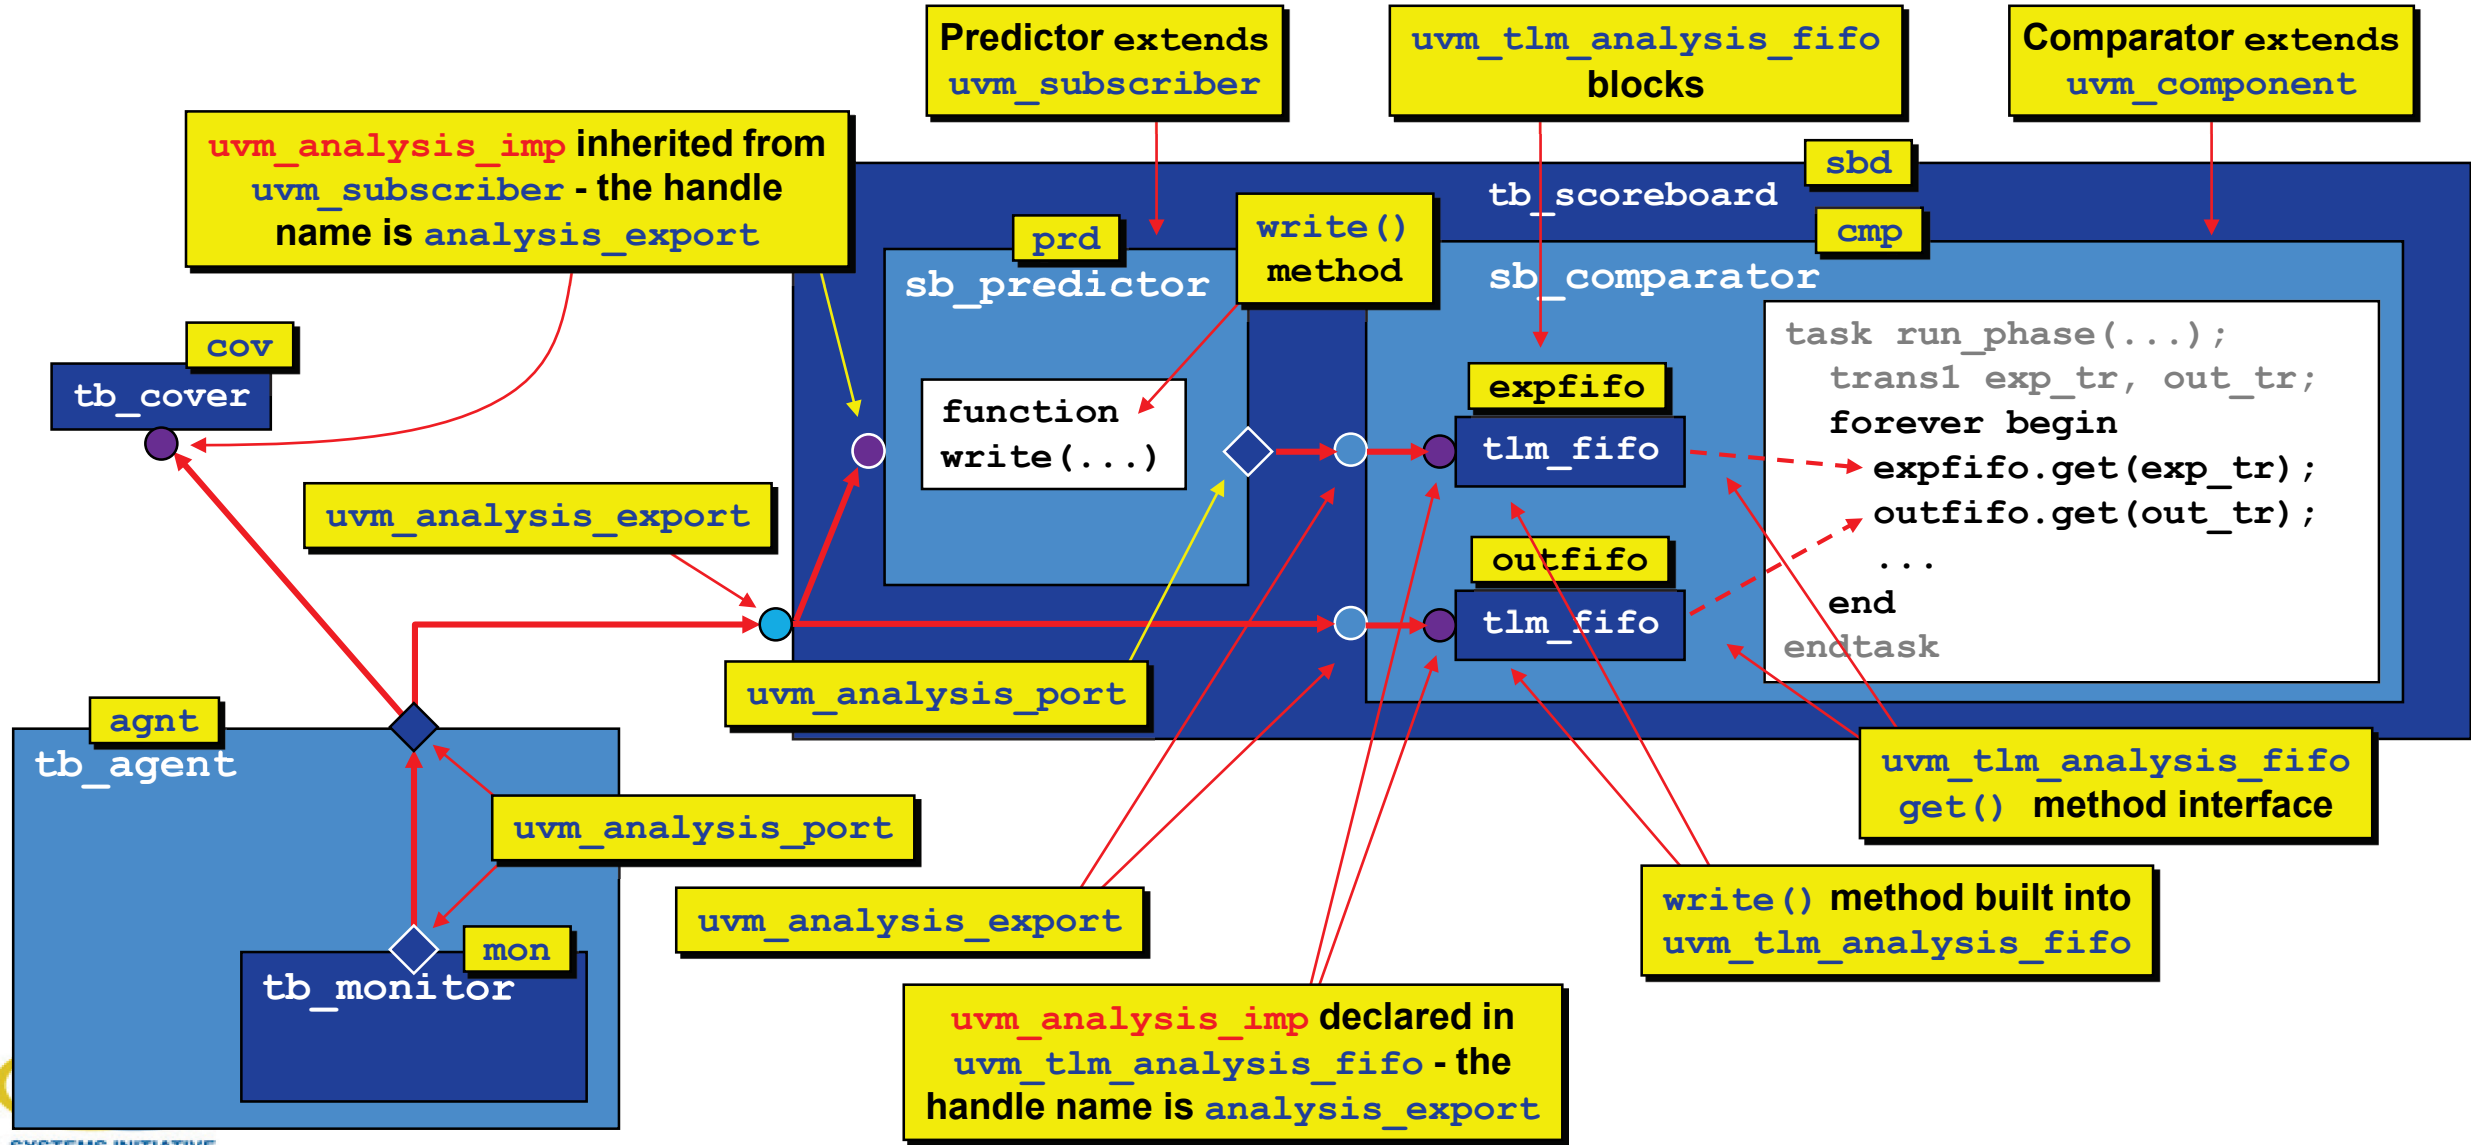 Predictor extends
uvm_subscriber
uvm_tlm_analysis_fifo
blocks
Comparator extends
uvm_component
uvm_analysis_imp inherited from
uvm_subscriber - the handle
name is analysis_export
sbd
tb_scoreboard
write()
method
prd
sb_predictor
cmp
sb_comparator
cov
tb_cover
function
write(...)
expfifo
tlm_fifo
outfifo
tlm_fifo
task run_phase(...);
trans1 exp_tr, out_tr;
forever begin
expfifo.get(exp_tr);
outfifo.get(out_tr);
...
end
endtask
uvm_analysis_export
uvm_analysis_port
agnt
tb_agent
uvm_analysis_port
mon
tb_monitor
uvm_analysis_export
uvm_tlm_analysis_fifo
get() method interface
write() method built into
uvm_tlm_analysis_fifo
uvm_analysis_imp declared in
uvm_tlm_analysis_fifo - the
handle name is analysis_export
SYSTEMS INITIATIVE